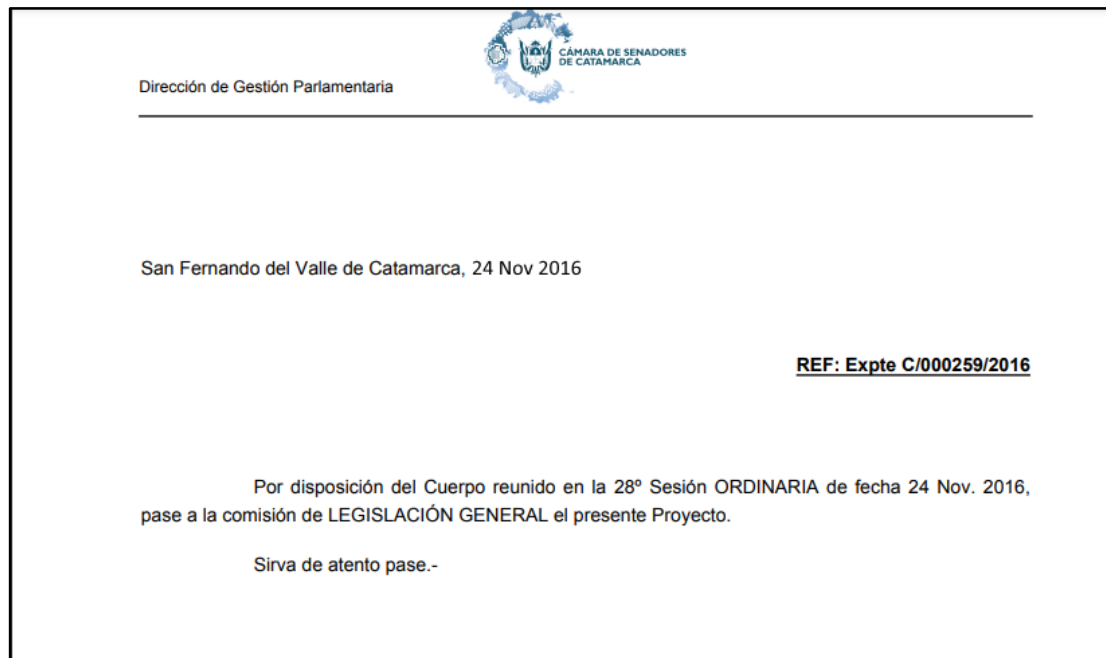 CÁMARA DE SENADORES
DE CATAMARCA
Dirección de Gestión Parlamentaria
San Fernando del Valle de Catamarca, 24 Nov 2016
REF: Expte C/000259/2016
Por disposición del Cuerpo reunido en la 28º Sesión ORDINARIA de fecha 24 Nov. 2016,
pase a la comisión de LEGISLACIÓN GENERAL el presente Proyecto.
Sirva de atento pase.-